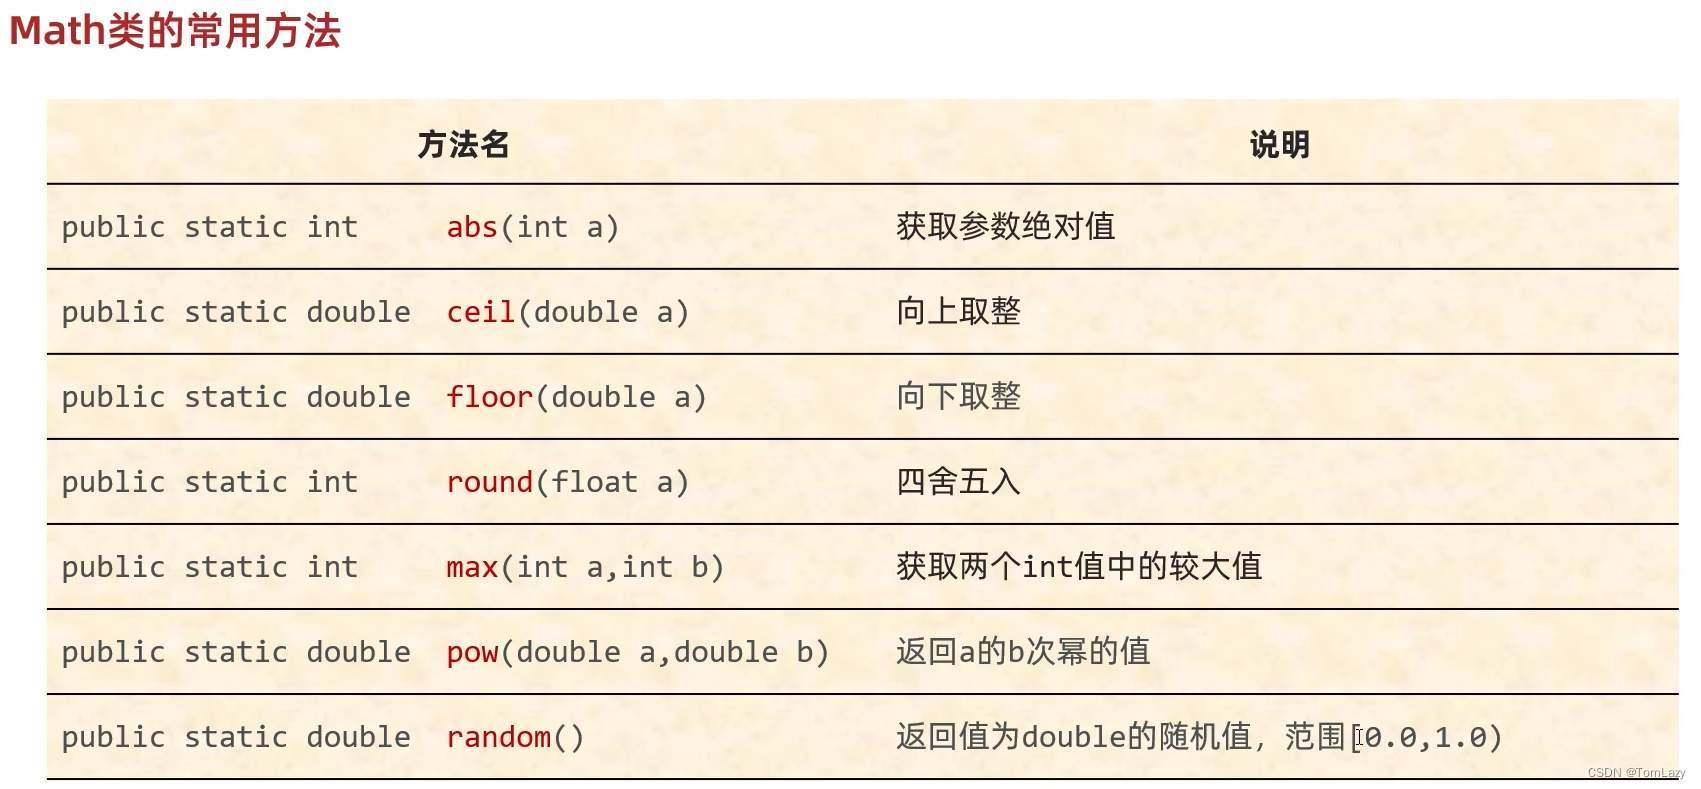 Math类的常用方法
方法名 说明
public static int abs(int a) 获取参数绝对值
public static double ceil(double a) 向上取整
public static double floor(double a) 向下取整
public static int round(float a) 四舍五入
public static int max(int a,int b) 获取两个int值中的较大值
public static double pow(double a,double b) 返回a的b次幂的值
public static double random() 返回值为double的随机值，范围[0.0,1.0)
CSDN @TomLazy